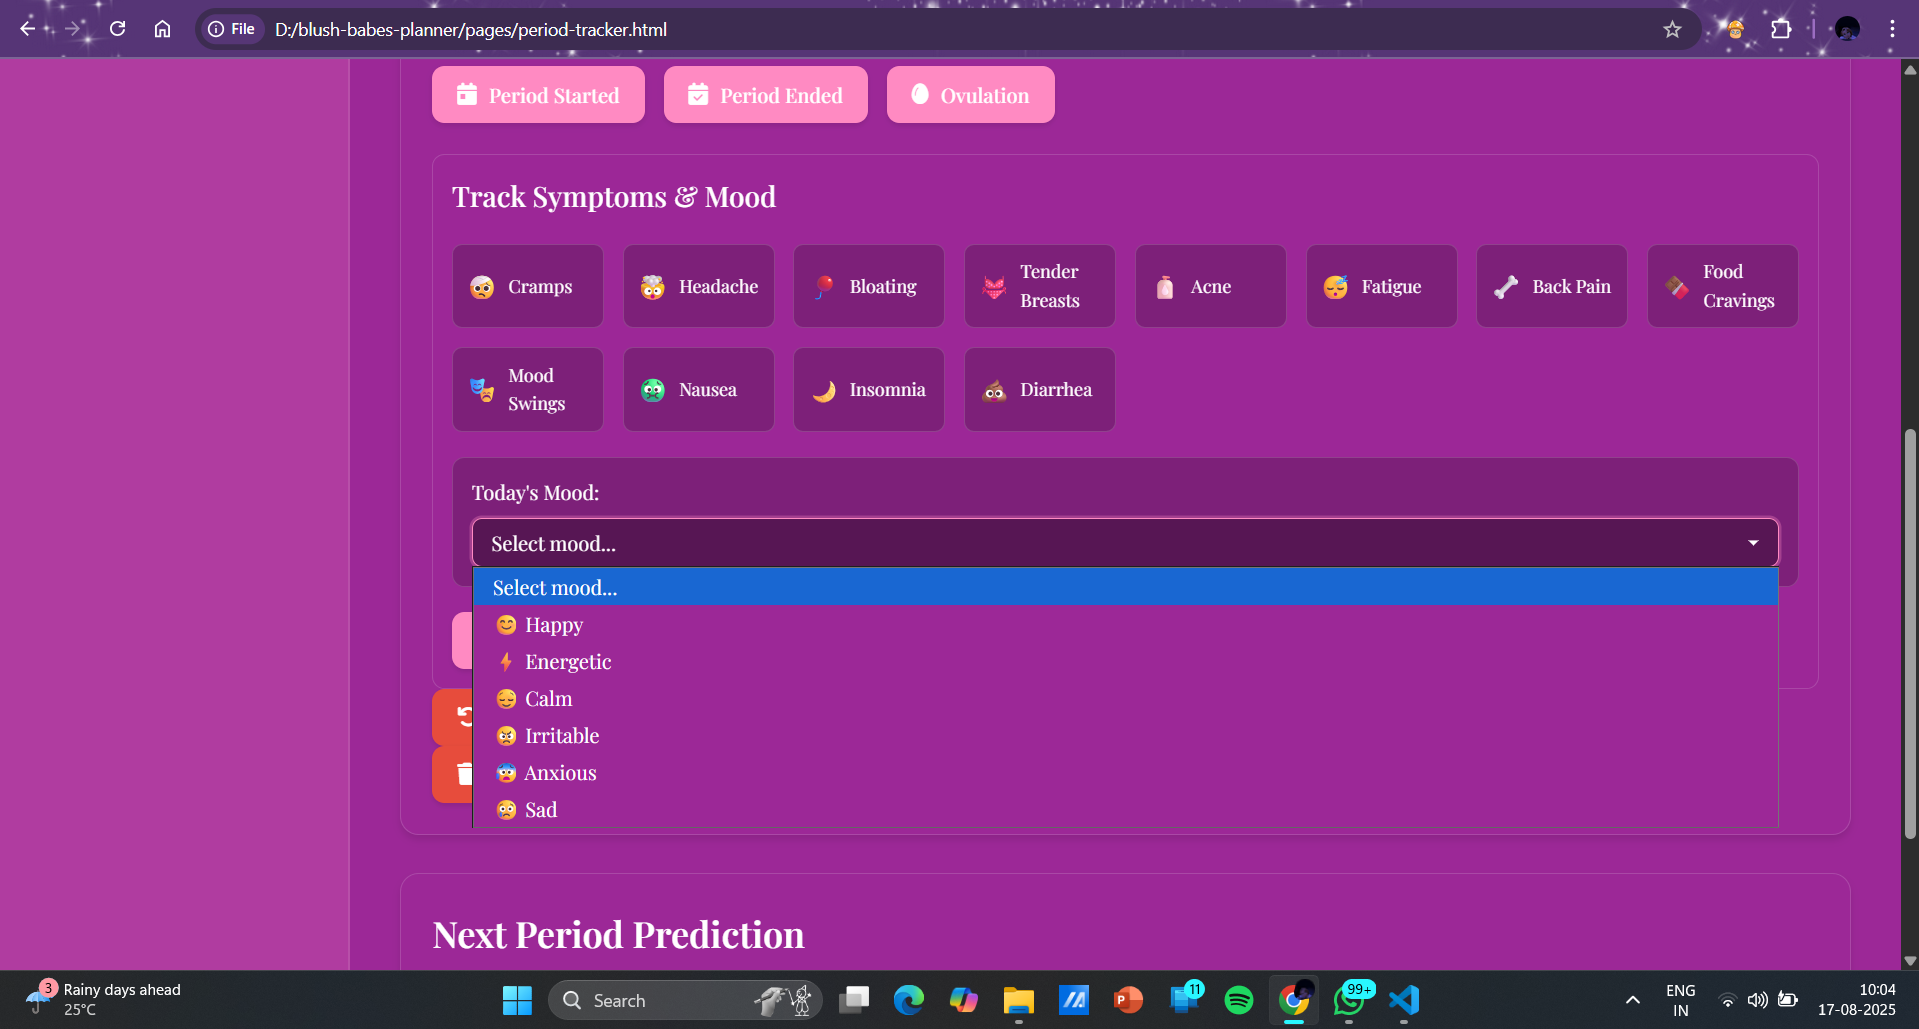 File
D:/blush-babes-planner/pages/period-tracker.html
Period Started
Period Ended
Ovulation
Track Symptoms & Mood
Cramps
Headache
Bloating
Tender
Breasts
Acne
Fatigue
Back Pain
Food
Cravings
Mood
Swings
Nausea
Insomnia
Diarrhea
Today's Mood:
Select mood...
Select mood...
Happy
Energetic
Calm
Irritable
Anxious
Sad
Next Period Prediction
3
Rainy days ahead
25°C
Search
P
11
99+
ENG
IN
10:04
17-08-2025